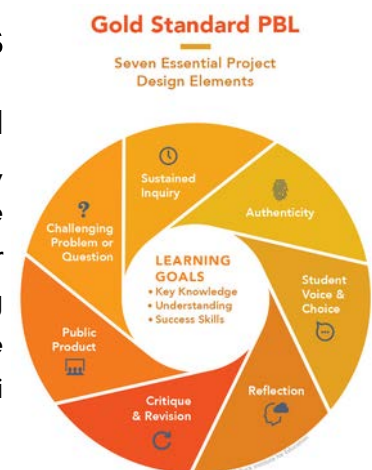 Gold Standard PBL
Seven Essential Project
Design Elements
?
Challenging
Problem or
Question
Sustained
Inquiry
Authenticity
Student
Voice &
Choice
Reflection
Critique
& Revision
Public
Product
LEARNING
GOALS
• Key Knowledge
• Understanding
• Success Skills